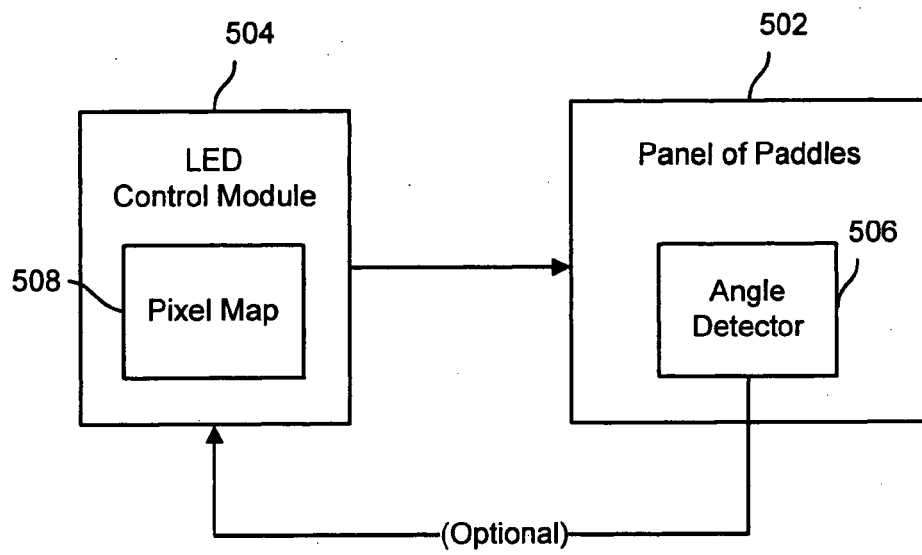 504
502
LED
Control Module
Panel of Paddles
506
508
Pixel Map
Angle
Detector
(Optional)